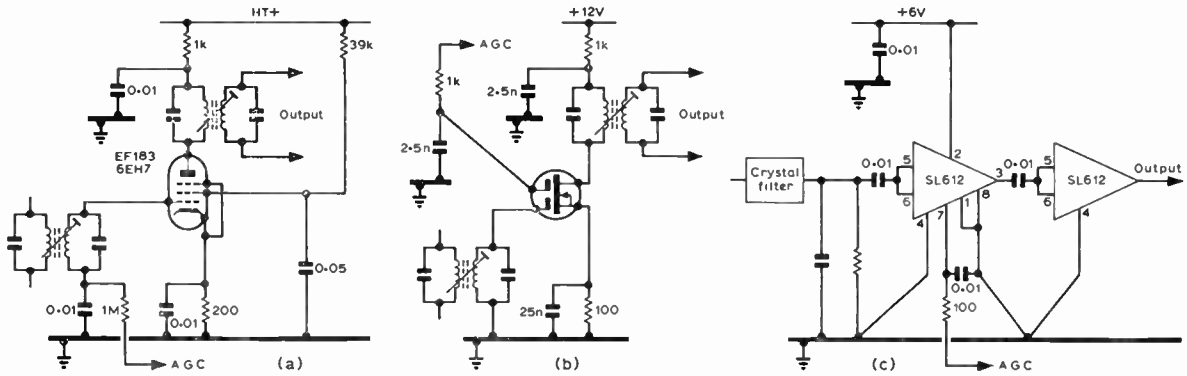 HT+
1k
39k
0·01
Output
EF183
6EH7
0·01
1M
0·01
200
0·05
AGC
(a)
+12V
AGC
1k
1k
2·5n
2·5n
Output
25n
100
(b)
+6V
0·01
Crystal
filter
0·01
5
6
SL612
2
3
4
7
1
8
0·01
5
6
SL612
4
Output
0·01
100
AGC
(c)